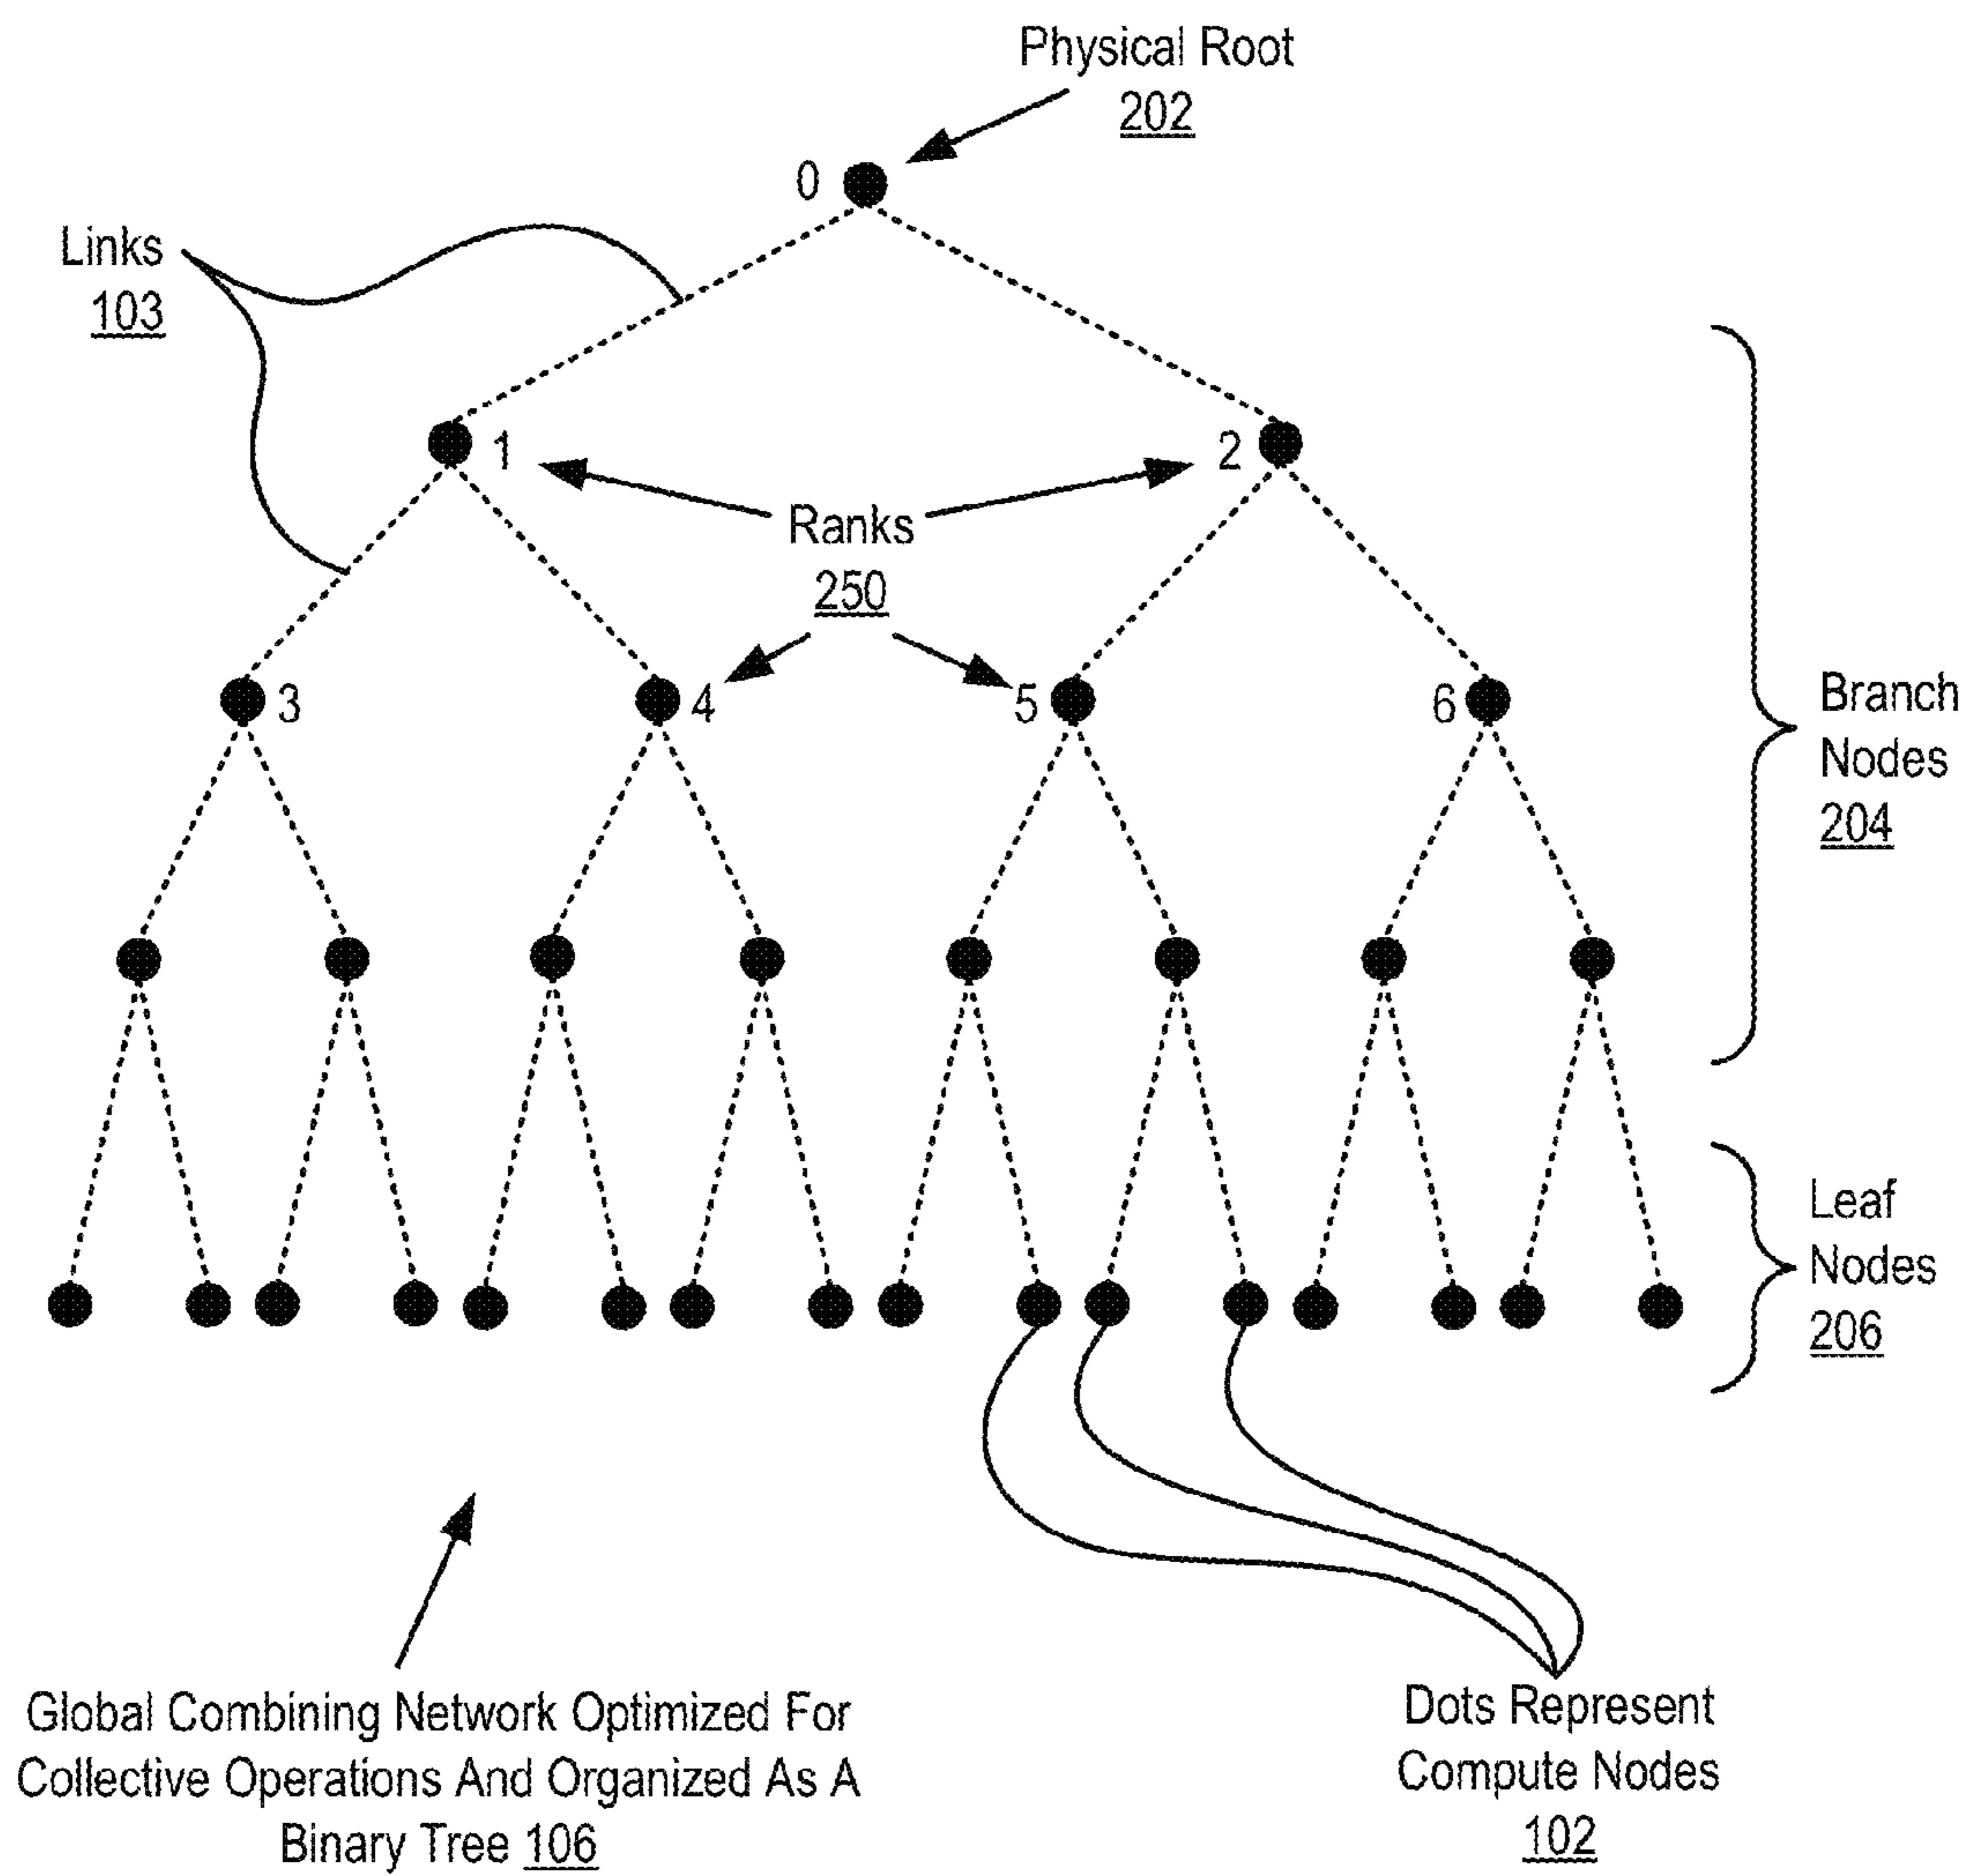 Physical Root
202
0
Links
103
1
2
Ranks
250
3
4
5
6
Branch
Nodes
204
Leaf
Nodes
206
Global Combining Network Optimized For
Collective Operations And Organized As A
Binary Tree 106
Dots Represent
Compute Nodes
102